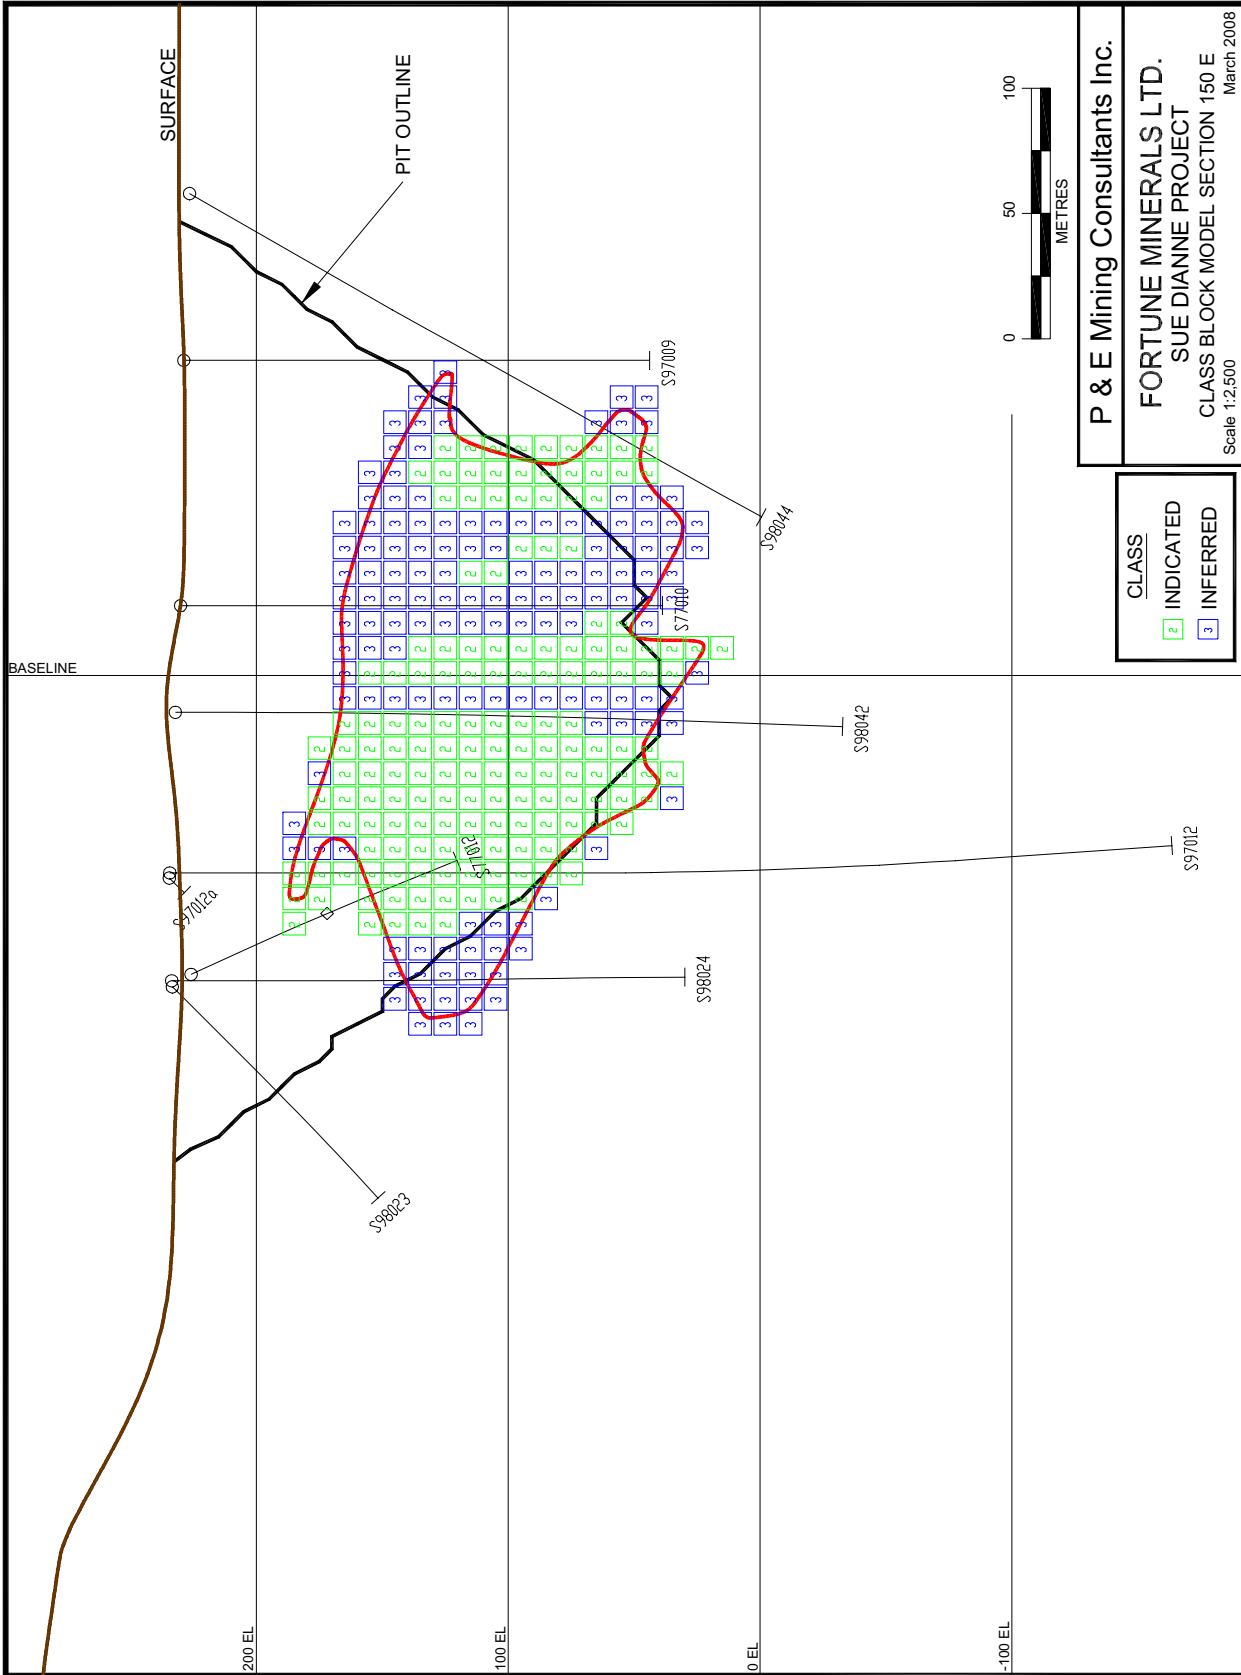 BASELINE
SURFACE
PIT OUTLINE
S97009
S98044
S77010
S98042
S97012
S77012
S97012a
S98024
S98023
200 EL
100 EL
0 EL
-100 EL
0 50 100
METRES
CLASS
2 INDICATED
3 INFERRED
P & E Mining Consultants Inc.
FORTUNE MINERALS LTD.
SUE DIANNE PROJECT
CLASS BLOCK MODEL SECTION 150 E
Scale 1:2,500 March 2008